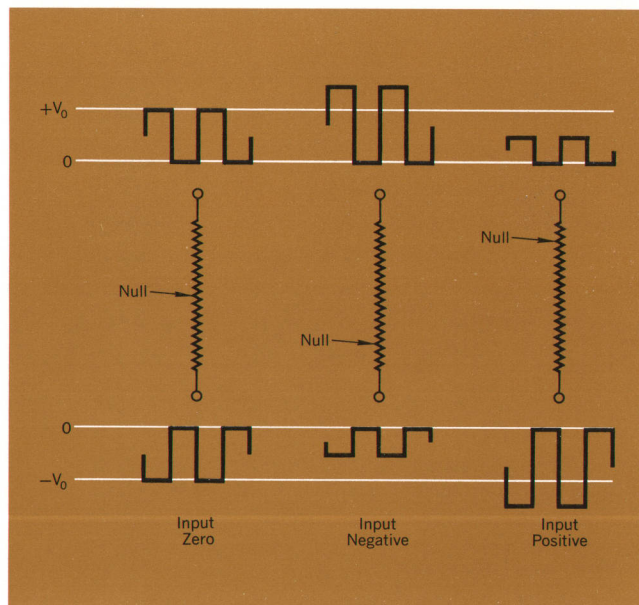 +V₀
0
Null
Null
Null
0
−V₀
Input
Zero
Input
Negative
Input
Positive